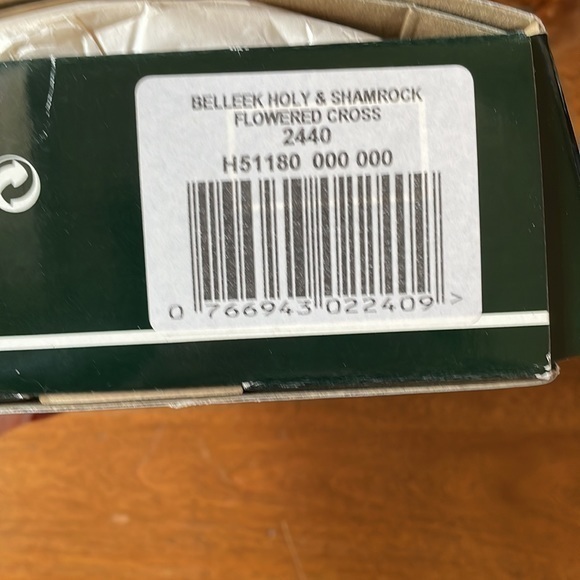 BELLEEK HOLY & SHAMROCK
FLOWERED CROSS
2440
H51180 000 000
0 766943 022409 >